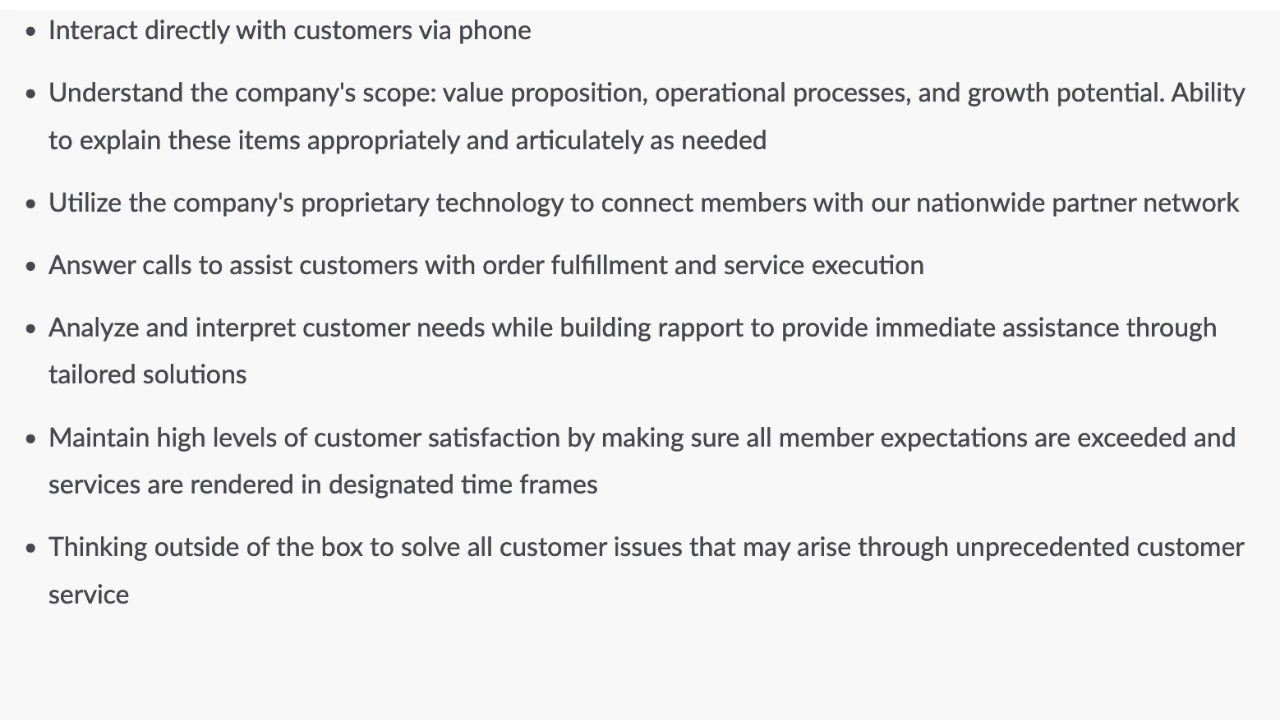 • Interact directly with customers via phone
• Understand the company's scope: value proposition, operational processes, and growth potential. Ability
to explain these items appropriately and articulately as needed
• Utilize the company's proprietary technology to connect members with our nationwide partner network
• Answer calls to assist customers with order fulfillment and service execution
• Analyze and interpret customer needs while building rapport to provide immediate assistance through
tailored solutions
• Maintain high levels of customer satisfaction by making sure all member expectations are exceeded and
services are rendered in designated time frames
• Thinking outside of the box to solve all customer issues that may arise through unprecedented customer
service